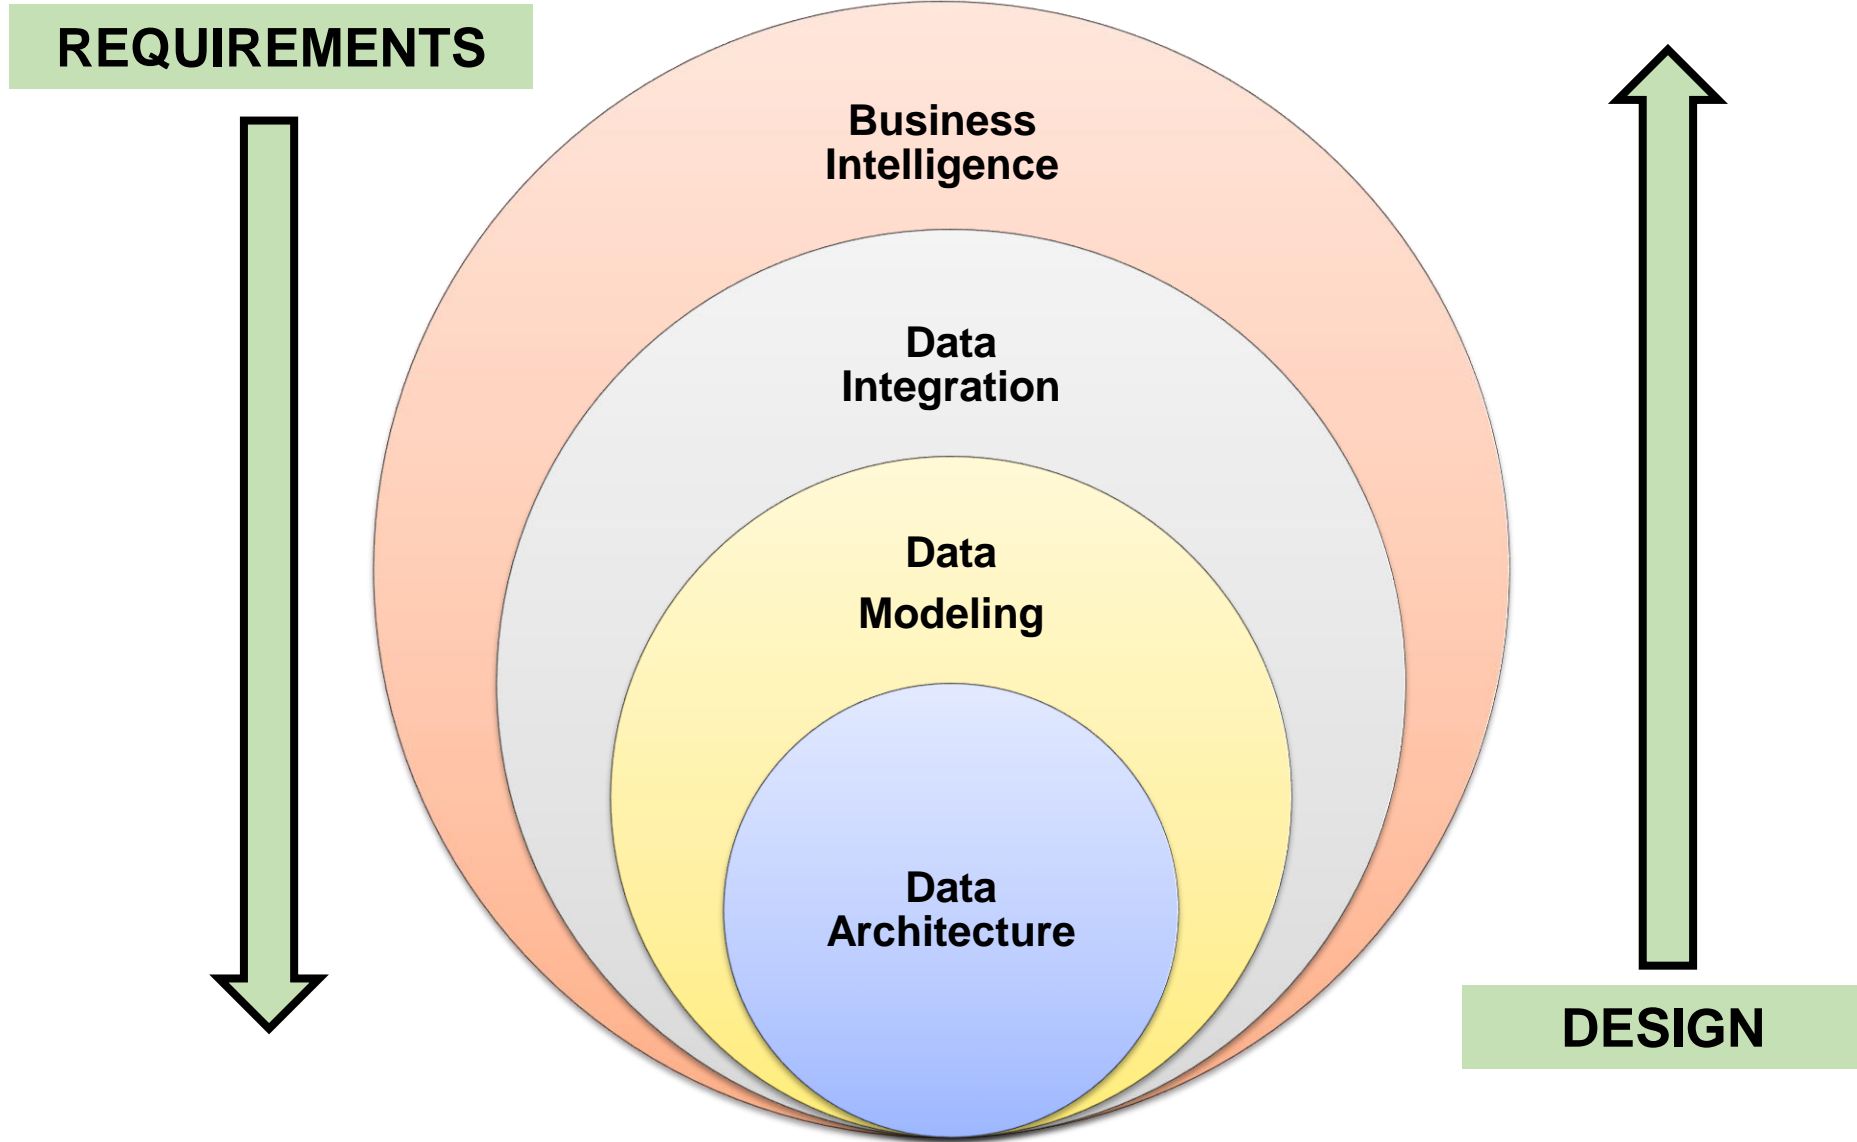 REQUIREMENTS
Business
Intelligence
Data
Integration
Data
Modeling
Data
Architecture
DESIGN